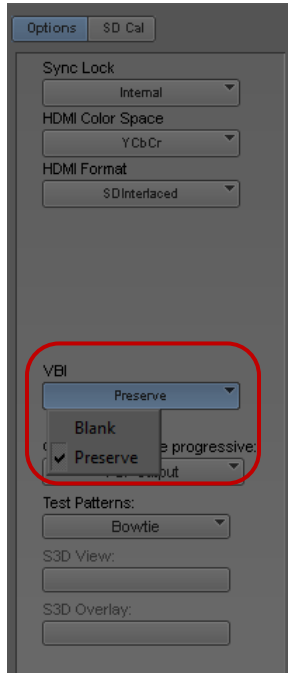 Options SD Cal
Sync Lock
Internal
HDMI Color Space
YCbCr
HDMI Format
SDInterlaced
VBI
Preserve
Blank
Preserve
progressive:
Test Patterns:
Bowtie
S3D View:
S3D Overlay: